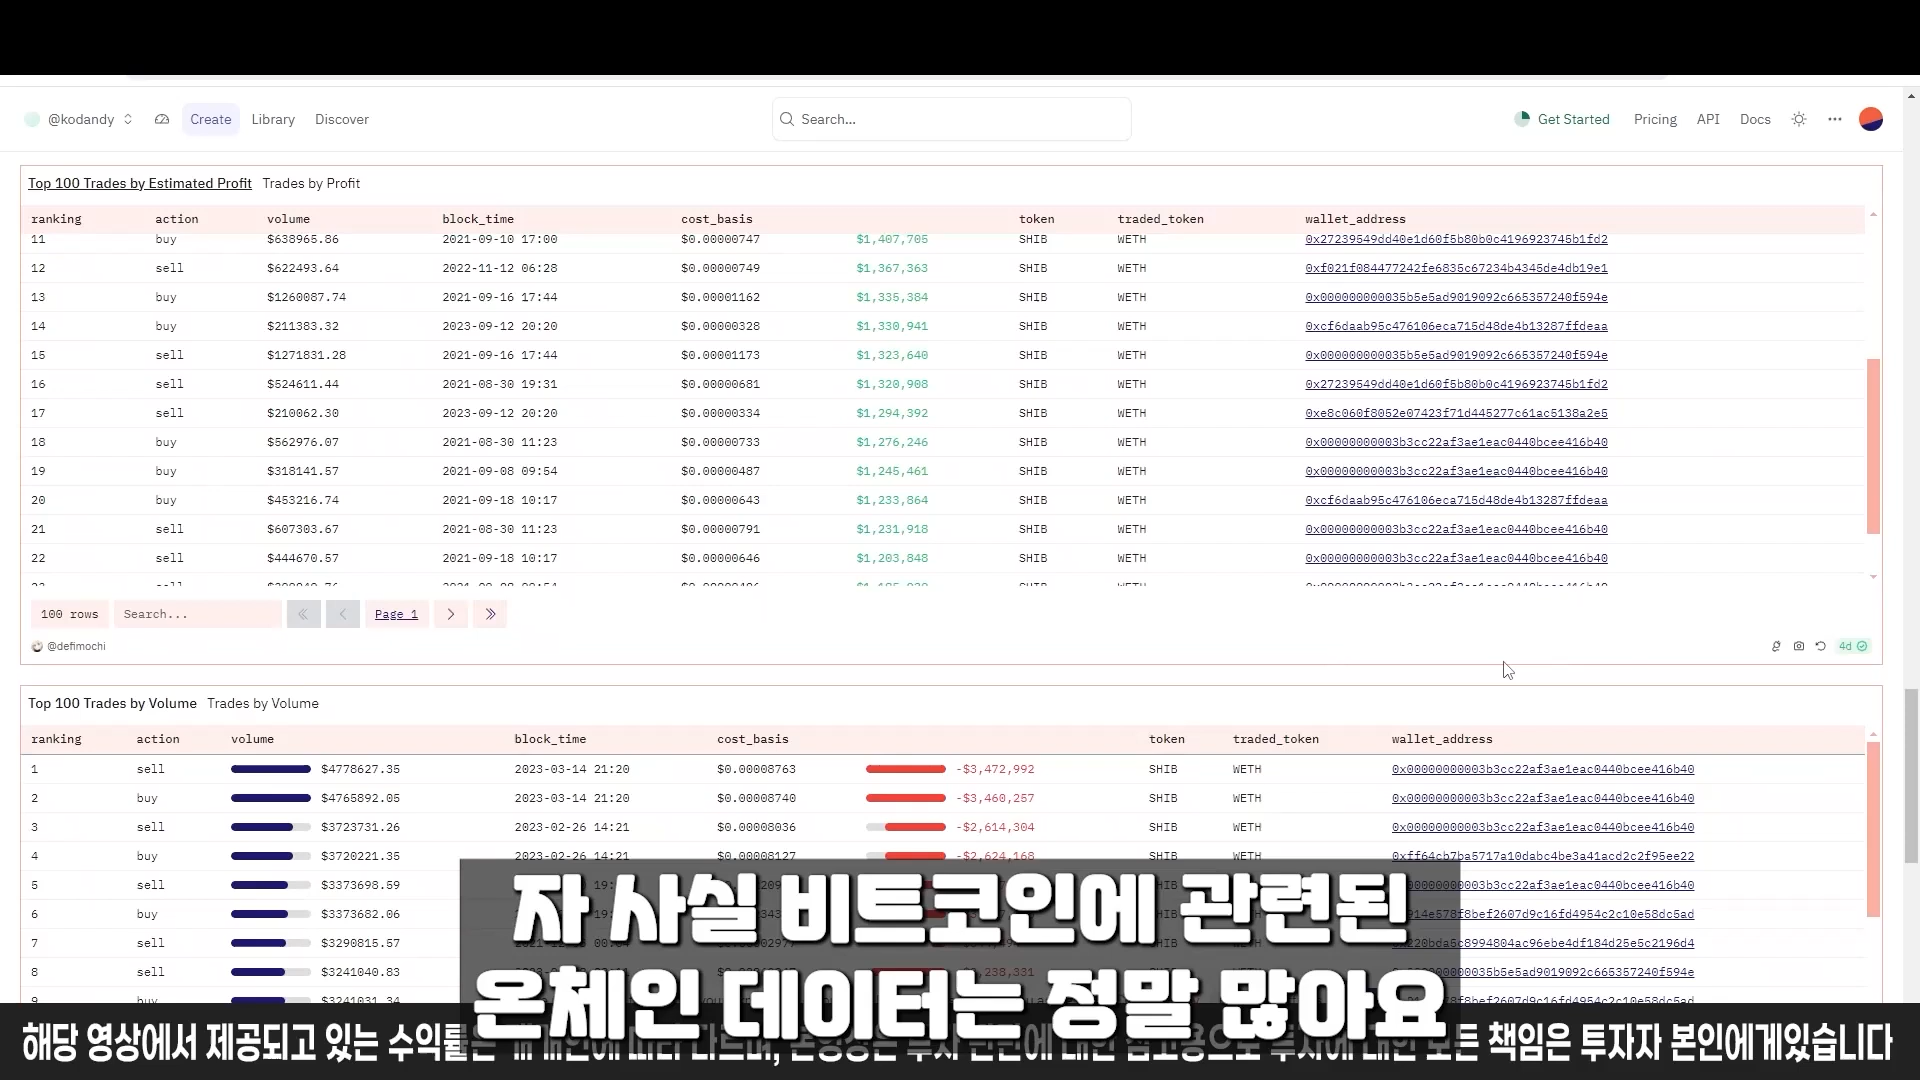 @kodandy Create Library Discover Search... Get Started Pricing API Docs
Top 100 Trades by Estimated Profit Trades by Profit
ranking action volume block_time cost_basis token traded_token wallet_address
11 buy $638965.86 2021-09-10 17:00 $0.00000747 $1,407,705 SHIB WETH 0x27239549dd40e1d60f5b80b0c4196923745b1fd2
12 sell $622493.64 2022-11-12 06:28 $0.00000749 $1,367,363 SHIB WETH 0xf021f084477242fe6835c67234b4345de4db19e1
13 buy $1260087.74 2021-09-16 17:44 $0.00001162 $1,335,384 SHIB WETH 0x000000000035b5e5ad9019092c665357240f594e
14 buy $211383.32 2023-09-12 20:20 $0.00000328 $1,330,941 SHIB WETH 0xcf6daab95c476106eca715d48de4b13287ffdeaa
15 sell $1271831.28 2021-09-16 17:44 $0.00001173 $1,323,640 SHIB WETH 0x000000000035b5e5ad9019092c665357240f594e
16 sell $524611.44 2021-08-30 19:31 $0.00000681 $1,320,908 SHIB WETH 0x27239549dd40e1d60f5b80b0c4196923745b1fd2
17 sell $210062.30 2023-09-12 20:20 $0.00000334 $1,294,392 SHIB WETH 0xe8c060f8052e07423f71d445277c61ac5138a2e5
18 buy $562976.07 2021-08-30 11:23 $0.00000733 $1,276,246 SHIB WETH 0x00000000003b3cc22af3ae1eac0440bcee416b40
19 buy $318141.57 2021-09-08 09:54 $0.00000487 $1,245,461 SHIB WETH 0x00000000003b3cc22af3ae1eac0440bcee416b40
20 buy $453216.74 2021-09-18 10:17 $0.00000643 $1,233,864 SHIB WETH 0xcf6daab95c476106eca715d48de4b13287ffdeaa
21 sell $607303.67 2021-08-30 11:23 $0.00000791 $1,231,918 SHIB WETH 0x00000000003b3cc22af3ae1eac0440bcee416b40
22 sell $444670.57 2021-09-18 10:17 $0.00000646 $1,203,848 SHIB WETH 0x00000000003b3cc22af3ae1eac0440bcee416b40
100 rows Search... Page 1
@defimochi 4d
Top 100 Trades by Volume Trades by Volume
ranking action volume block_time cost_basis token traded_token wallet_address
1 sell $4778627.35 2023-03-14 21:20 $0.00008763 -$3,472,992 SHIB WETH 0x00000000003b3cc22af3ae1eac0440bcee416b40
2 buy $4765892.05 2023-03-14 21:20 $0.00008740 -$3,460,257 SHIB WETH 0x00000000003b3cc22af3ae1eac0440bcee416b40
3 sell $3723731.26 2023-02-26 14:21 $0.00008036 -$2,614,304 SHIB WETH 0x00000000003b3cc22af3ae1eac0440bcee416b40
4 buy $3720221.35 2023-02-26 14:21 $0.00008127 -$2,624,168 SHIB WETH 0xff64cb7ba5717a10dabc4be3a41acd2c2f95ee22
5 sell $3373698.59
6 buy $3373682.06
7 sell $3290815.57
8 sell $3241040.83
9 buy $3241031.34
자 사실 비트코인에 관련된
온체인 데이터는 정말 많아요
해당 영상에서 제공되고 있는 수익률은 책임은 투자자 본인에게있습니다